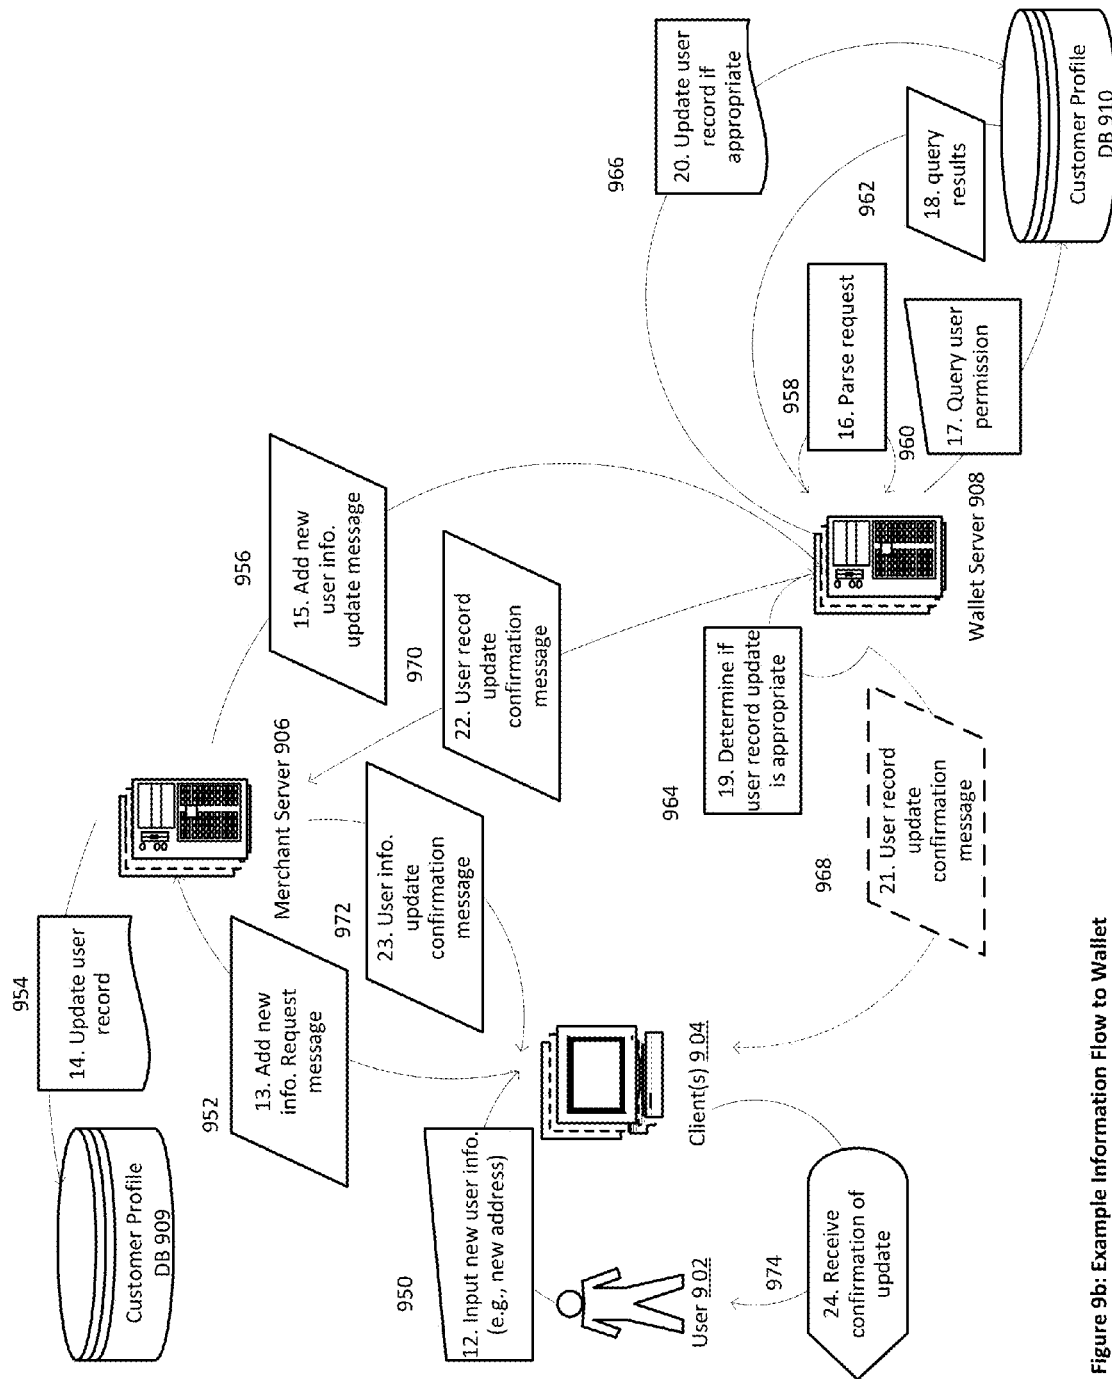 Customer Profile
DB 909
954
14. Update user
record
952
13. Add new
info. Request
message
Merchant Server 906
956
15. Add new
user info.
update message
972
23. User info.
update
confirmation
message
970
22. User record
update
confirmation
message
950
12. Input new user info.
(e.g., new address)
User 902
Client(s) 904
974
24. Receive
confirmation of
update
964
19. Determine if
user record update
is appropriate
968
21. User record
update
confirmation
message
Wallet Server 908
958
16. Parse request
960
17. Query user
permission
966
20. Update user
record if
appropriate
962
18. query
results
Customer Profile
DB 910
Figure 9b: Example Information Flow to Wallet